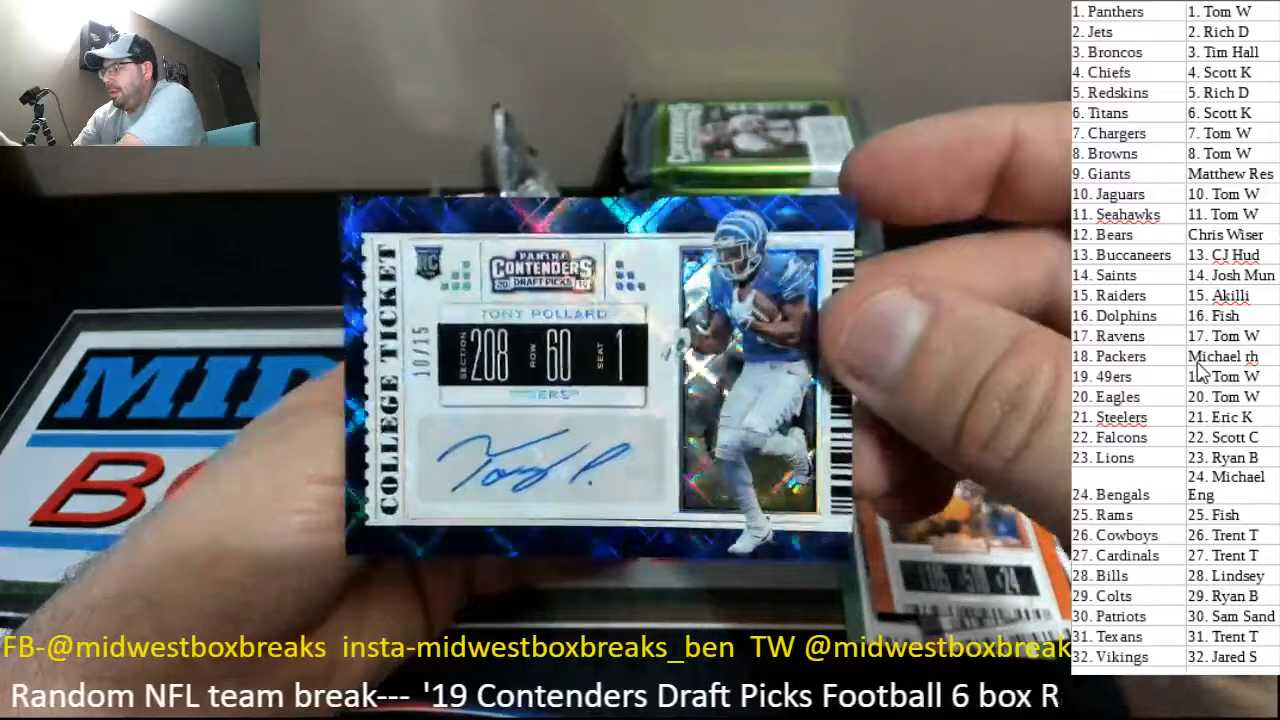 RC
PANINI
CONTENDERS
20 DRAFT PICKS 19
COLLEGE TICKET
10/15
TONY POLLARD
SECTION 208 ROW 60 SEAT 1
Tony P.
MID
B
1. Panthers 1. Tom W
2. Jets 2. Rich D
3. Broncos 3. Tim Hall
4. Chiefs 4. Scott K
5. Redskins 5. Rich D
6. Titans 6. Scott K
7. Chargers 7. Tom W
8. Browns 8. Tom W
9. Giants Matthew Res
10. Jaguars 10. Tom W
11. Seahawks 11. Tom W
12. Bears Chris Wiser
13. Buccaneers 13. CJ Hud
14. Saints 14. Josh Mun
15. Raiders 15. Akilli
16. Dolphins 16. Fish
17. Ravens 17. Tom W
18. Packers Michael rh
19. 49ers Tom W
20. Eagles 20. Tom W
21. Steelers 21. Eric K
22. Falcons 22. Scott C
23. Lions 23. Ryan B
24. Michael
24. Bengals Eng
25. Rams 25. Fish
26. Cowboys 26. Trent T
27. Cardinals 27. Trent T
28. Bills 28. Lindsey
29. Colts 29. Ryan B
30. Patriots 30. Sam Sand
31. Texans 31. Trent T
32. Vikings 32. Jared S
FB-@midwestboxbreaks insta-midwestboxbreaks_ben TW @midwestboxbreak
Random NFL team break--- '19 Contenders Draft Picks Football 6 box R